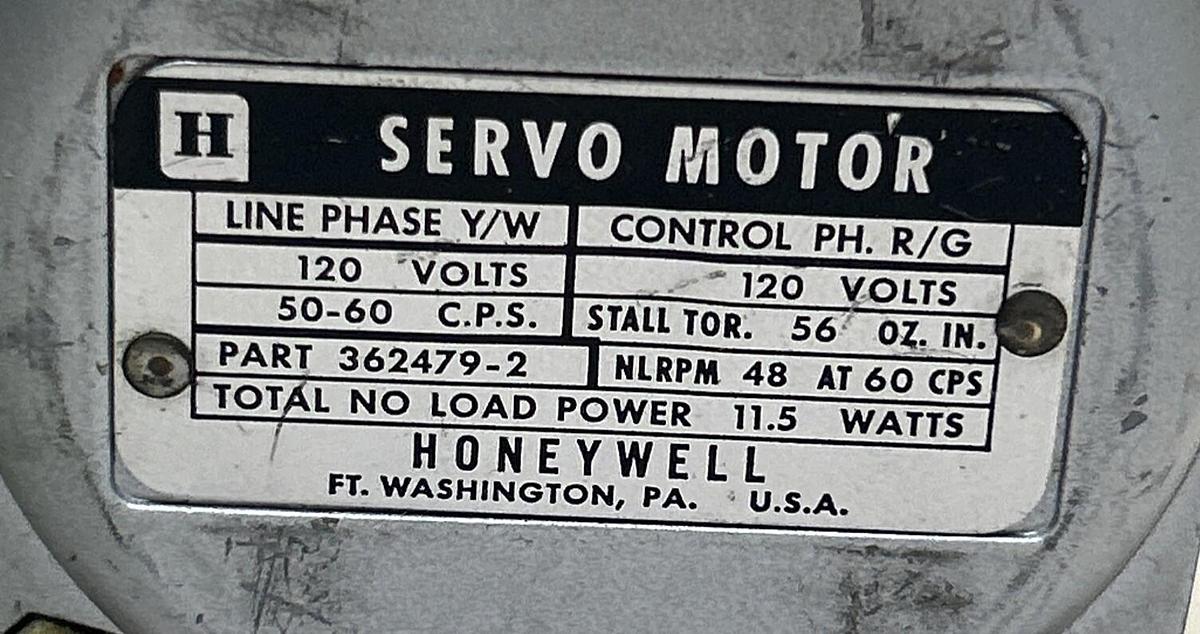 H SERVO MOTOR
LINE PHASE Y/W CONTROL PH. R/G
120 VOLTS 120 VOLTS
50-60 C.P.S. STALL TOR. 56 OZ. IN.
PART 362479-2 NLRPM 48 AT 60 CPS
TOTAL NO LOAD POWER 11.5 WATTS
HONEYWELL
FT. WASHINGTON, PA. U.S.A.